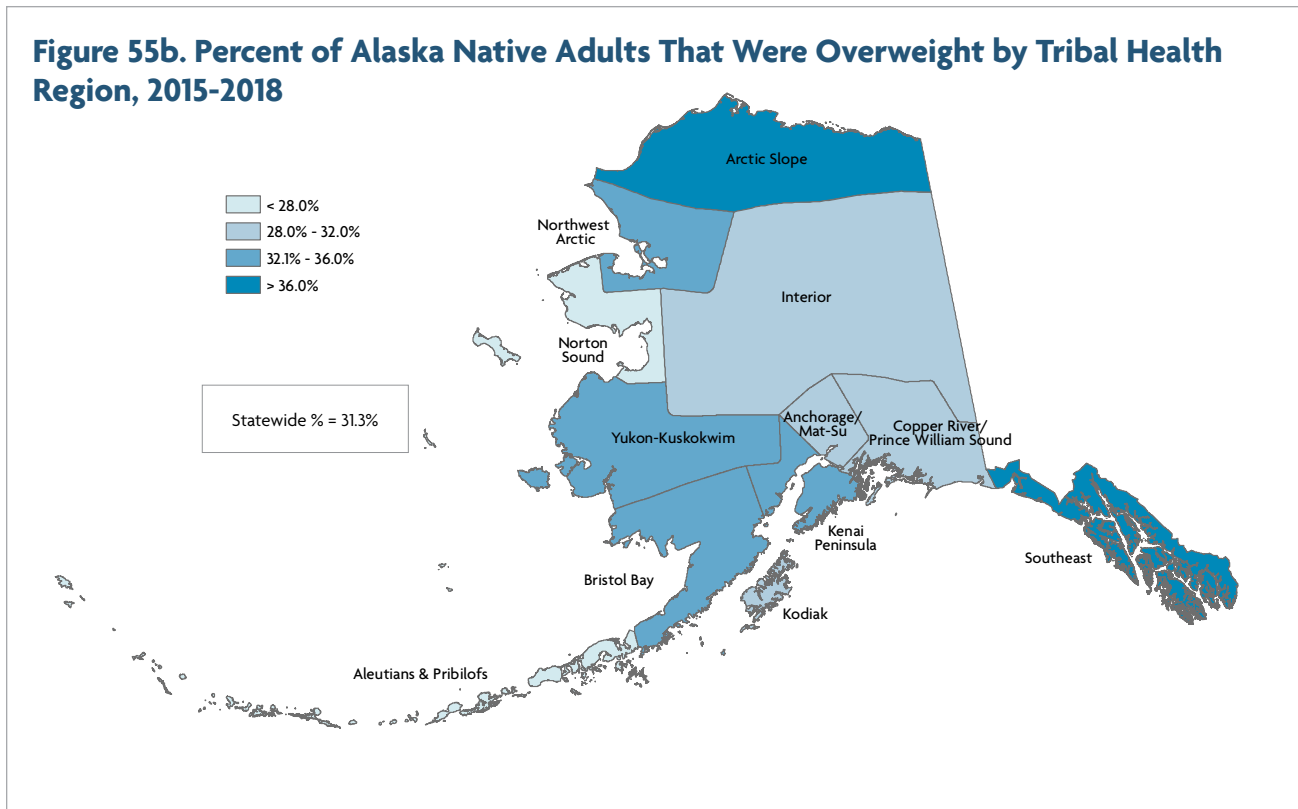 Figure 55b. Percent of Alaska Native Adults That Were Overweight by Tribal Health
Region, 2015-2018
< 28.0%
28.0% - 32.0%
32.1% - 36.0%
> 36.0%
Statewide % = 31.3%
Arctic Slope
Northwest
Arctic
Interior
Norton
Sound
Anchorage/
Mat-Su
Copper River/
Prince William Sound
Yukon-Kuskokwim
Kenai
Peninsula
Southeast
Bristol Bay
Kodiak
Aleutians & Pribilofs